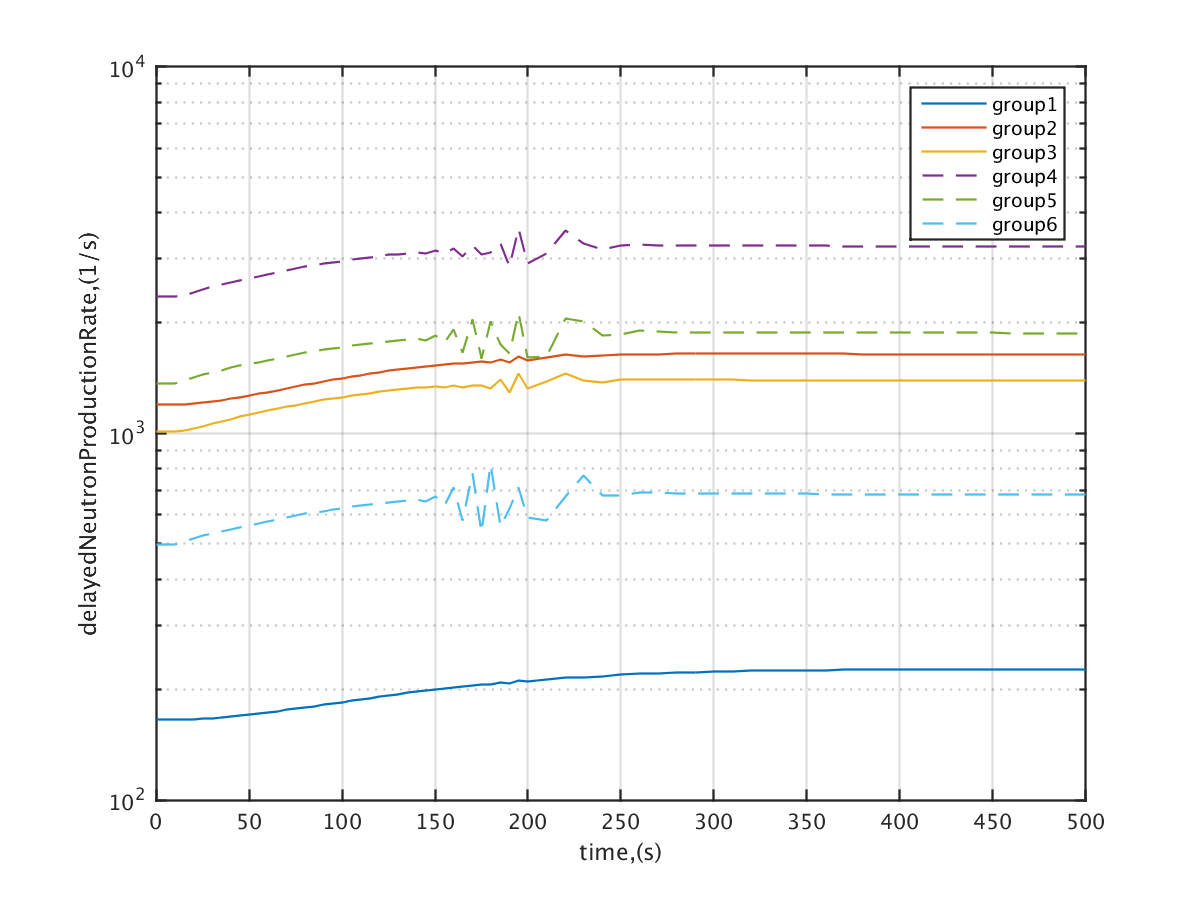 10^4
10^3
10^2
delayedNeutronProductionRate,(1/s)
group1
group2
group3
group4
group5
group6
0 50 100 150 200 250 300 350 400 450 500
time,(s)